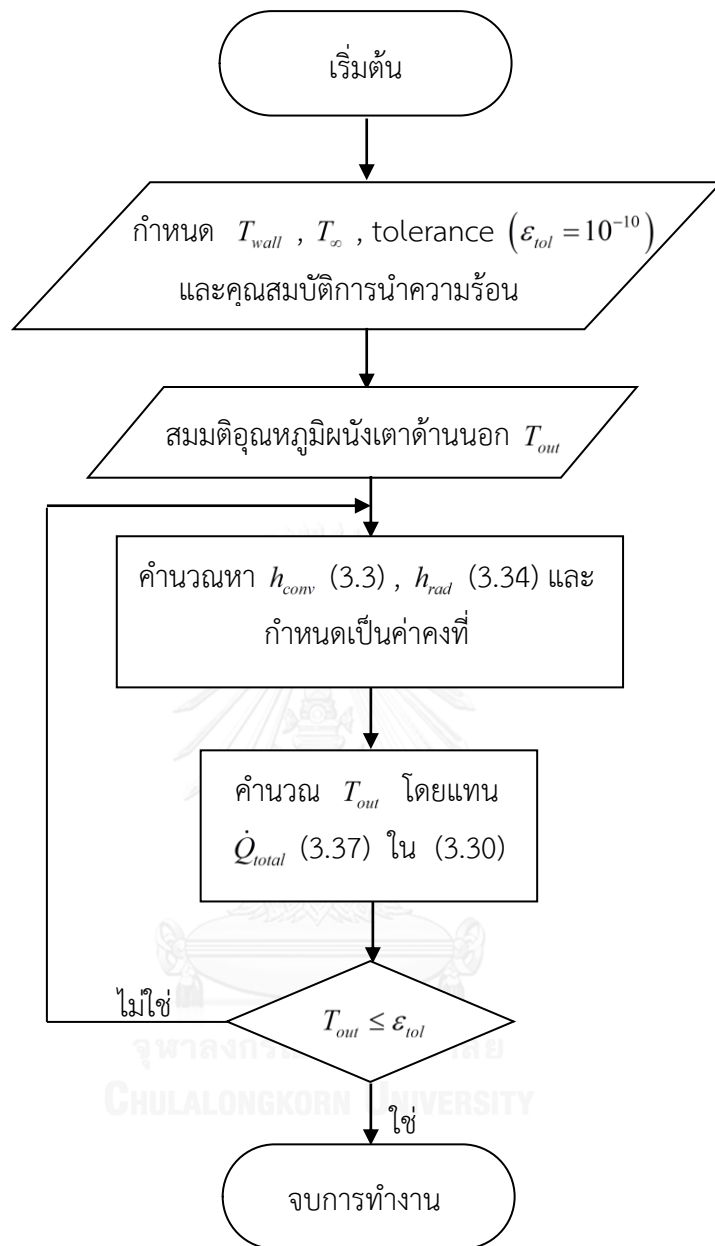 เริ่มต้น
กำหนด T_wall , T_∞ , tolerance (ε_tol = 10^-10)
และคุณสมบัติการนำความร้อน
สมมติอุณหภูมิผนังเตาด้านนอก T_out
คำนวณหา h_conv (3.3) , h_rad (3.34) และ
กำหนดเป็นค่าคงที่
คำนวณ T_out โดยแทน
Q̇_total (3.37) ใน (3.30)
ไม่ใช่
T_out ≤ ε_tol
CHULALONGKORN UNIVERSITY
ใช่
จบการทำงาน